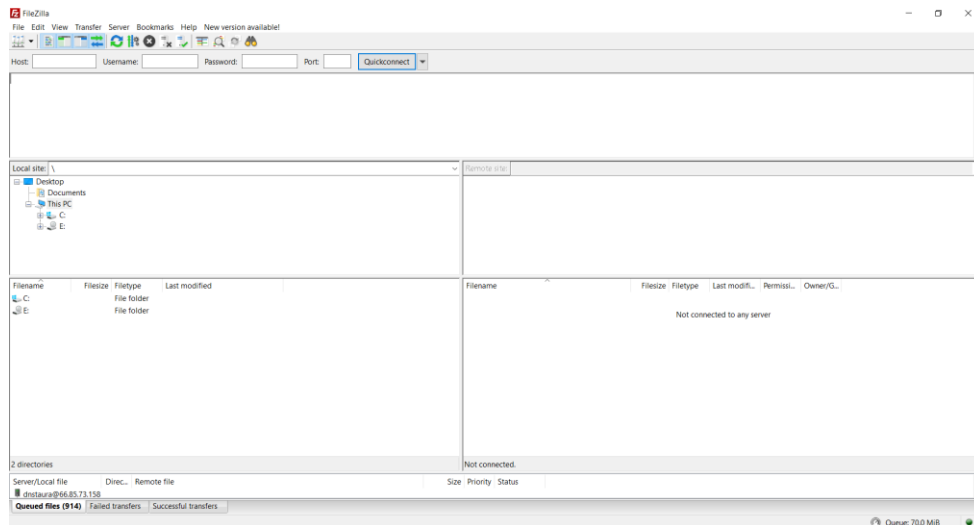 FileZilla
File Edit View Transfer Server Bookmarks Help New version available!
Host: Username: Password: Port: Quickconnect
Local site: \
Remote site:
Desktop
Documents
This PC
C:
E:
Filename Filesize Filetype Last modified
C: File folder
E: File folder
2 directories
Filename Filesize Filetype Last modifi... Permissi... Owner/G...
Not connected to any server
Not connected.
Server/Local file Direc... Remote file Size Priority Status
dnstaura@66.85.73.158
Queued files (914) Failed transfers Successful transfers
Queue: 70.0 MiB